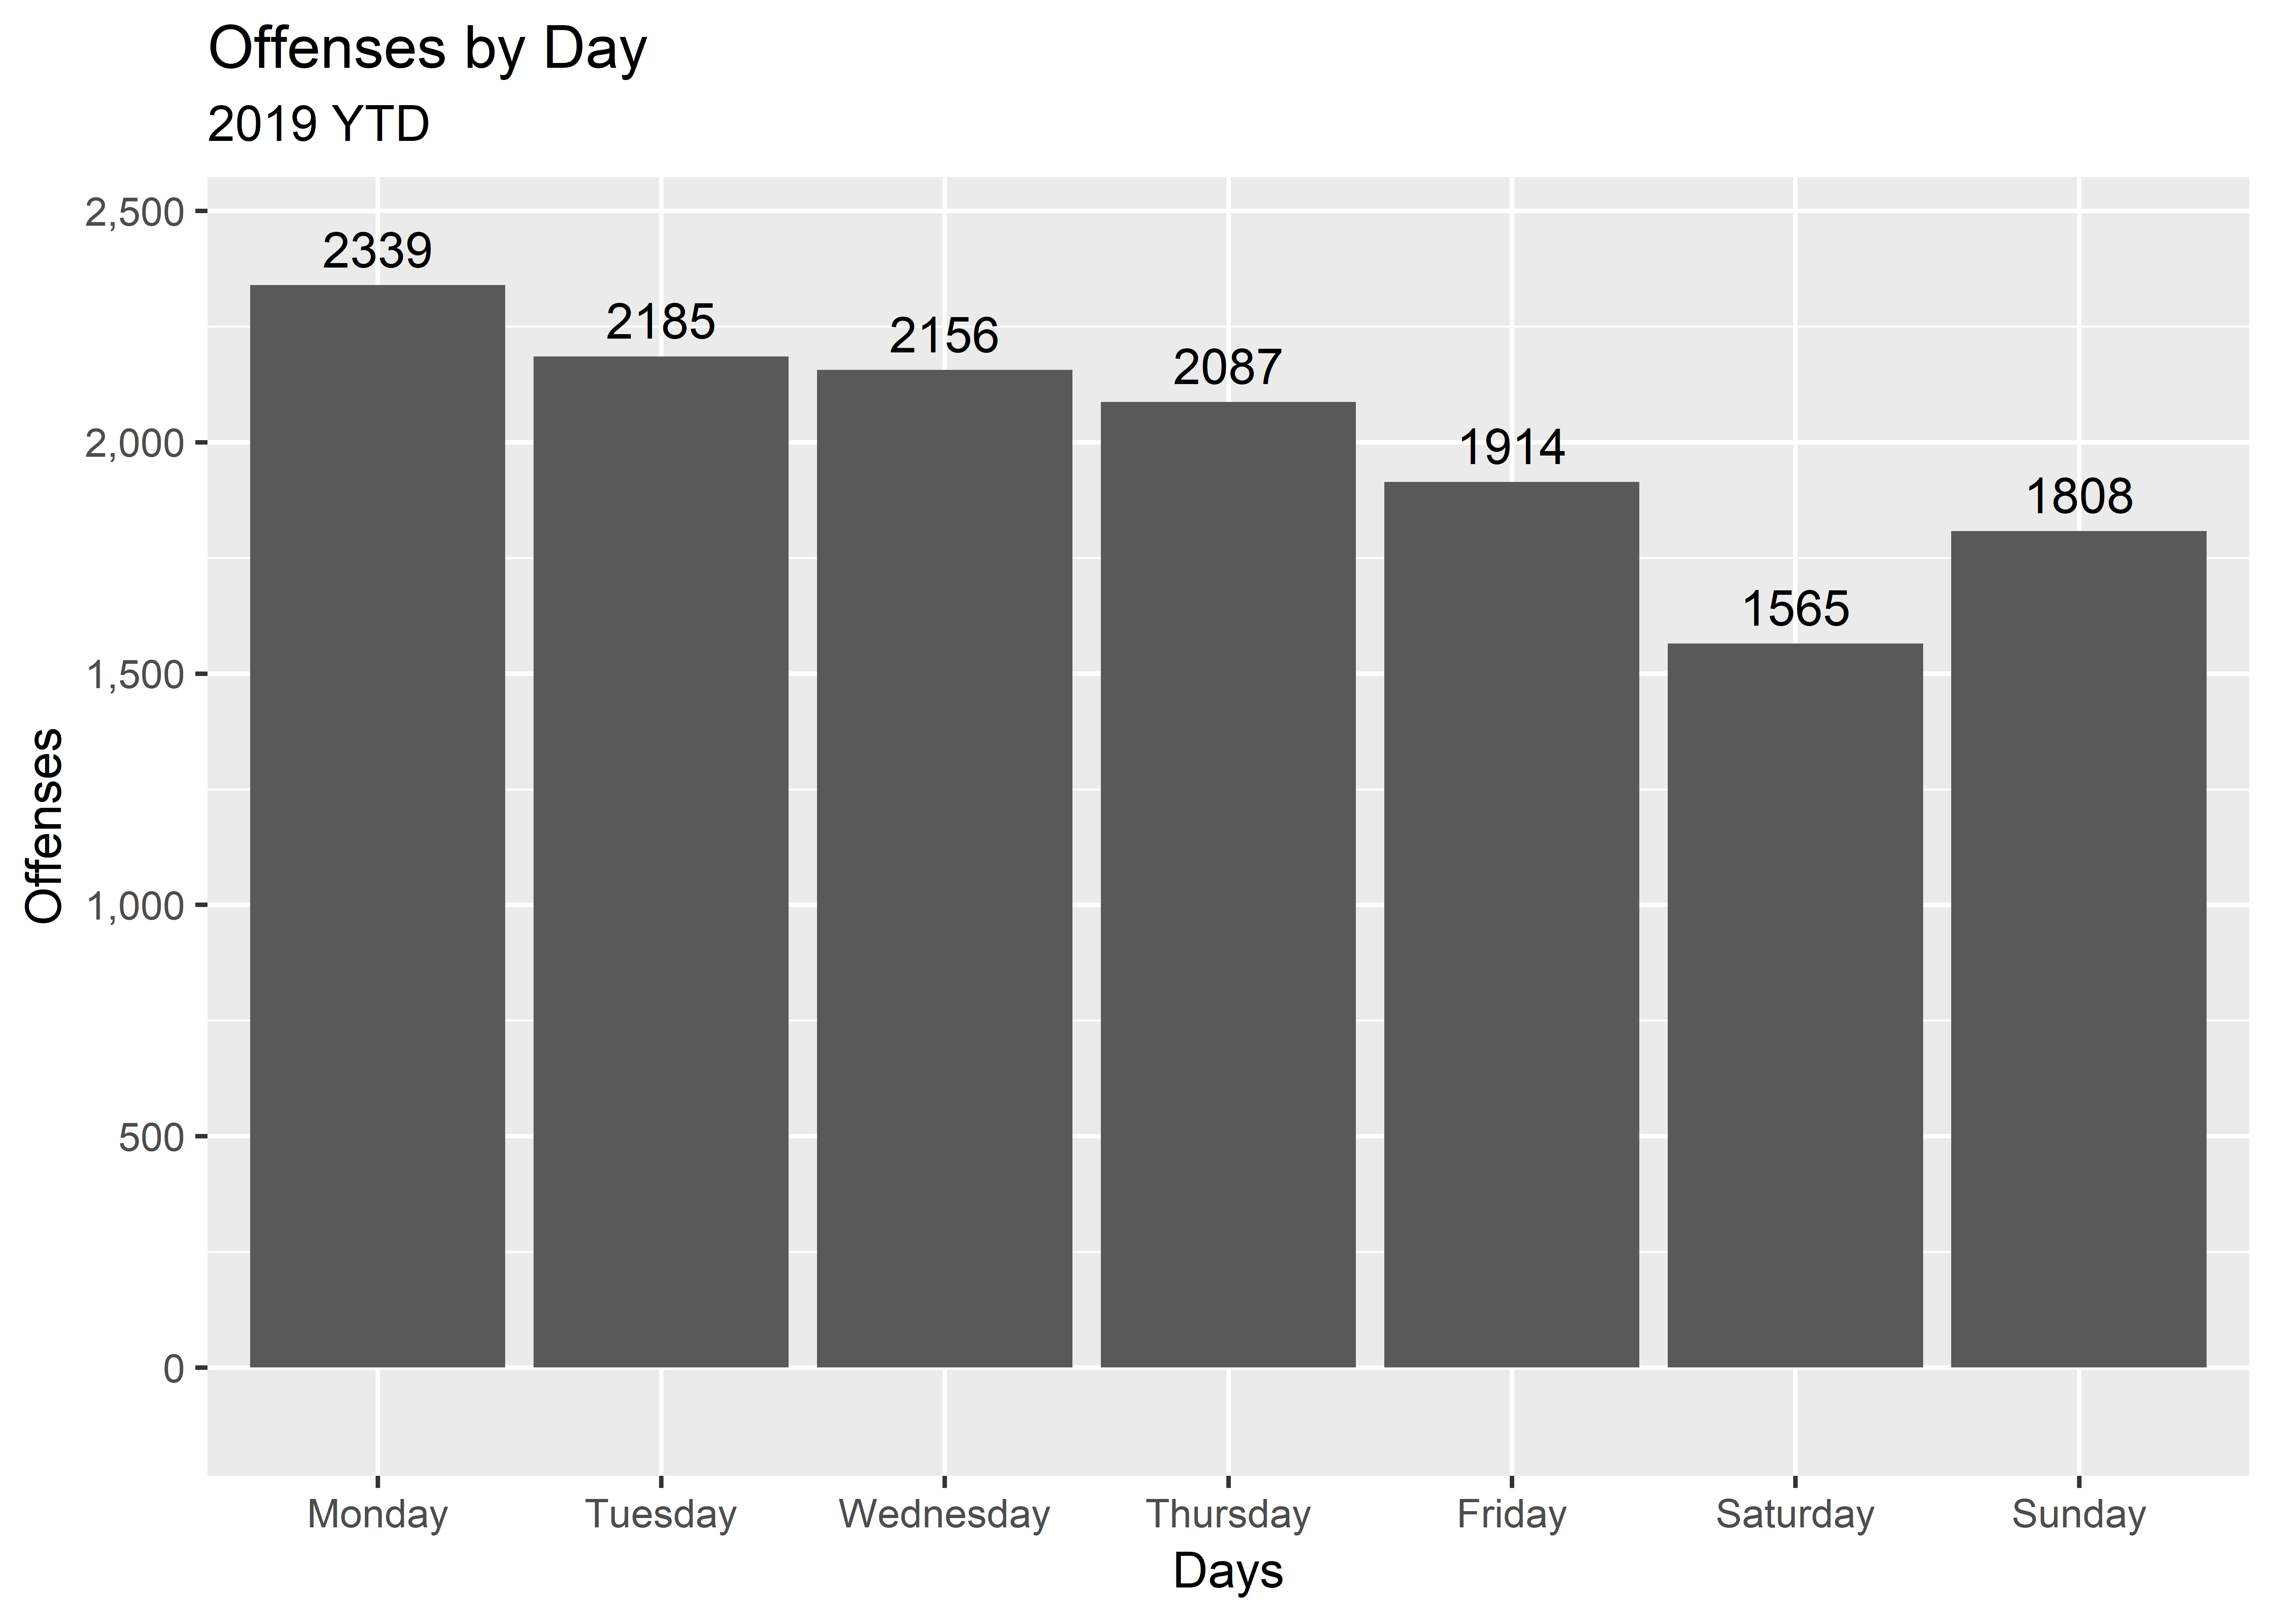 Offenses by Day
2019 YTD
2,500
2,000
1,500
1,000
500
0
Offenses
2339
2185
2156
2087
1914
1565
1808
Monday Tuesday Wednesday Thursday Friday Saturday Sunday
Days